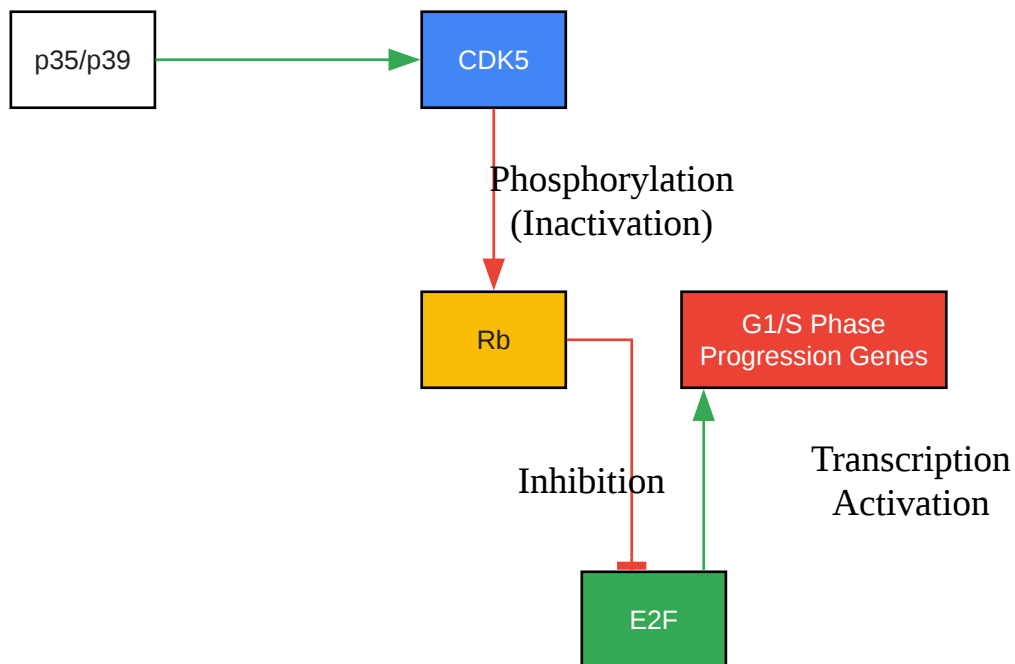 p35/p39
CDK5
Phosphorylation
(Inactivation)
Rb
G1/S Phase
Progression Genes
Inhibition
Transcription
Activation
E2F